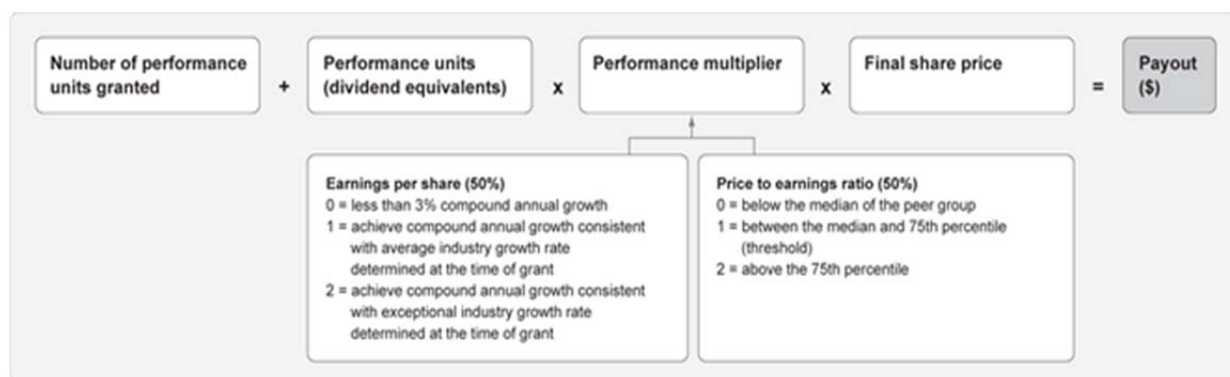 Number of performance
units granted
+
Performance units
(dividend equivalents)
x
Performance multiplier
x
Final share price
=
Payout
($)
Earnings per share (50%)
0 = less than 3% compound annual growth
1 = achieve compound annual growth consistent
with average industry growth rate
determined at the time of grant
2 = achieve compound annual growth consistent
with exceptional industry growth rate
determined at the time of grant
Price to earnings ratio (50%)
0 = below the median of the peer group
1 = between the median and 75th percentile
(threshold)
2 = above the 75th percentile